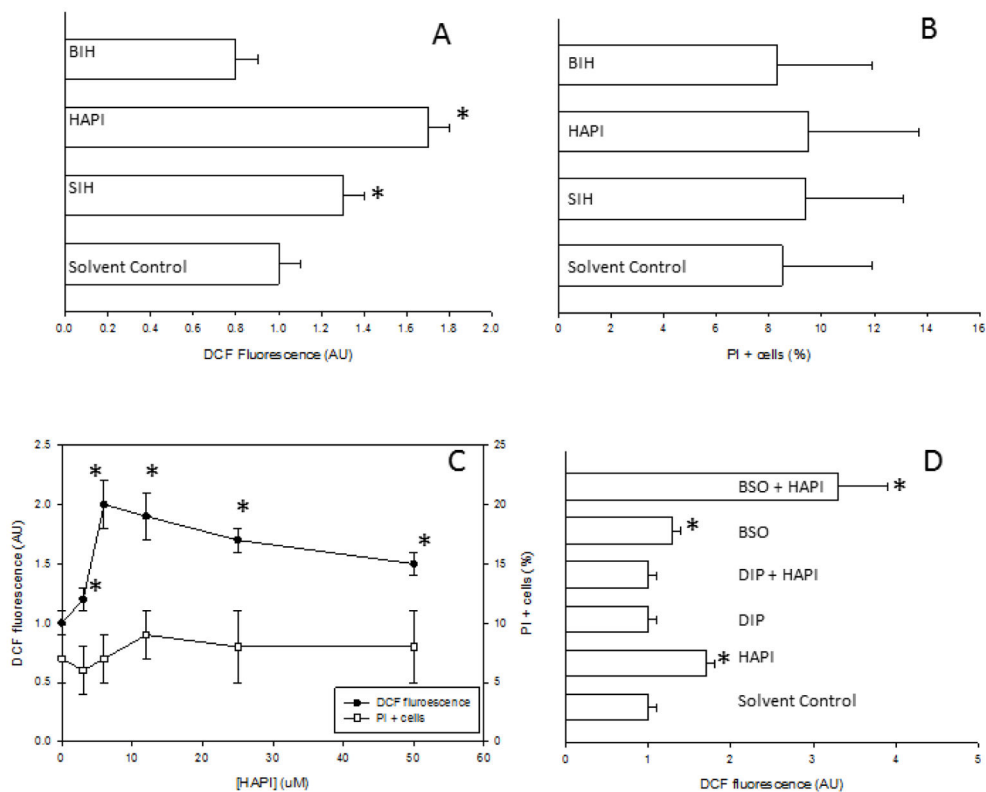 A
BIH
HAPI
*
SIH
*
Solvent Control
0.0 0.2 0.4 0.6 0.8 1.0 1.2 1.4 1.6 1.8 2.0
DCF Fluorescence (AU)
B
BIH
HAPI
SIH
Solvent Control
0 2 4 6 8 10 12 14 16
PI + cells (%)
C
2.5
2.0
1.5
1.0
0.5
0.0
DCF fluorescence (AU)
* * * * *
25
20
15
10
5
0
PI + cells (%)
DCF fluroescence
PI + cells
0 10 20 30 40 50 60
[HAPI] (uM)
D
BSO + HAPI *
BSO *
DIP + HAPI
DIP
HAPI *
Solvent Control
0 1 2 3 4 5
DCF fluorescence (AU)